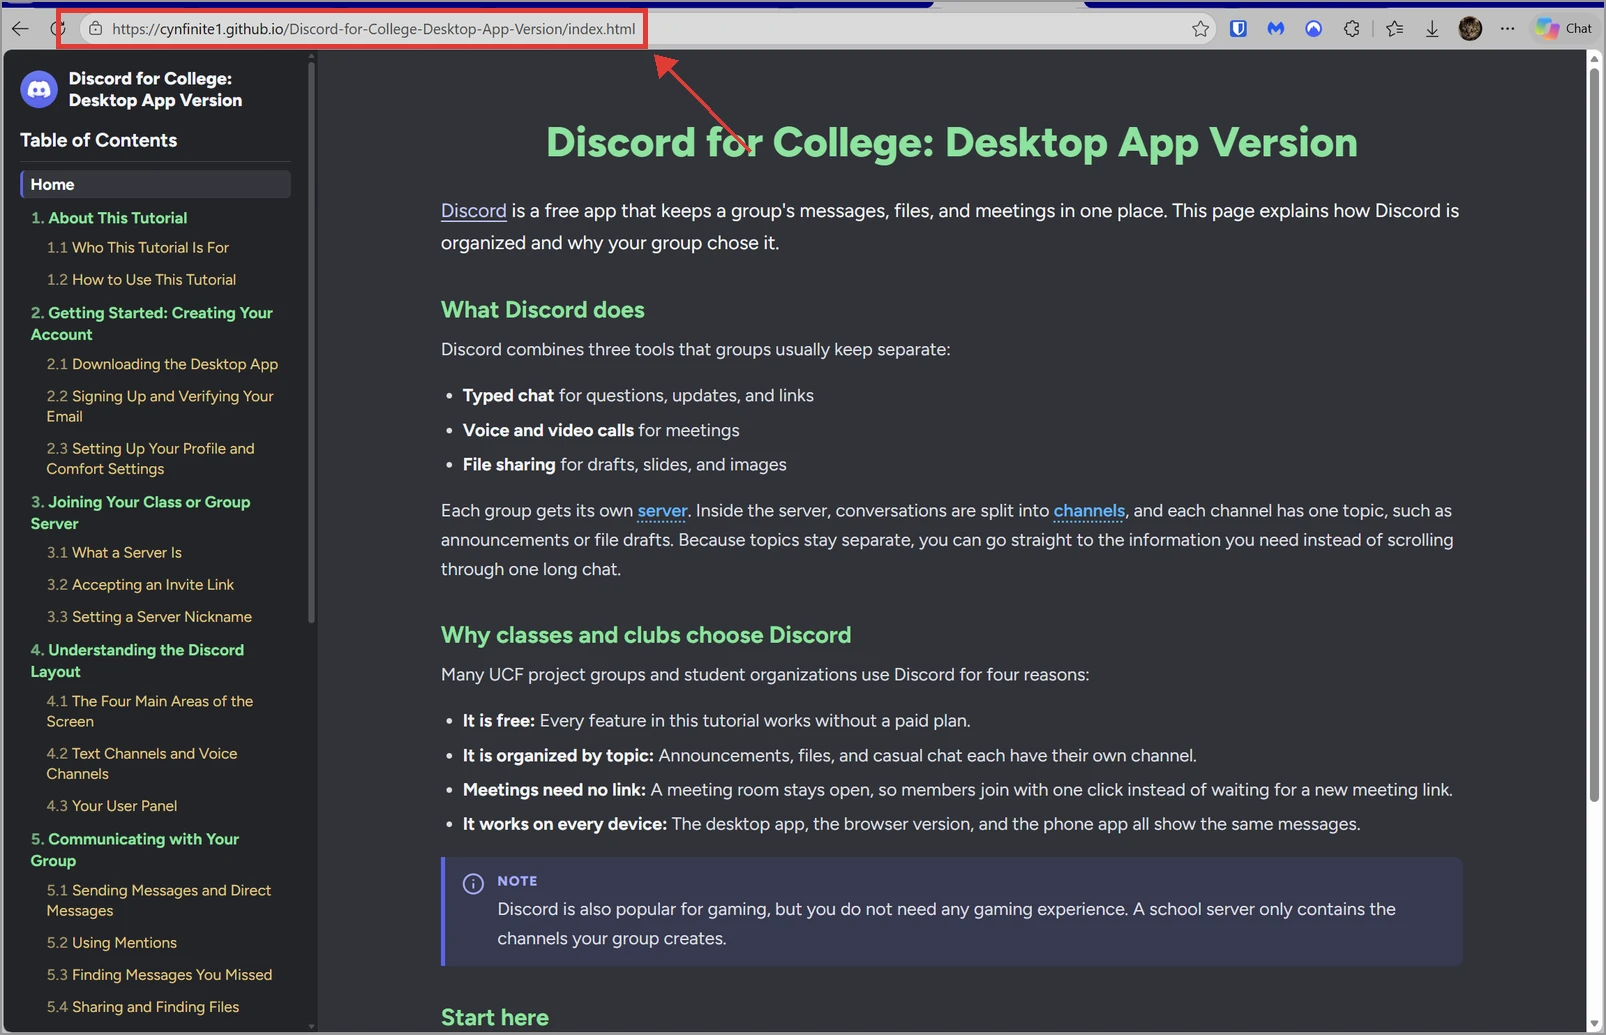 https://cynfinite1.github.io/Discord-for-College-Desktop-App-Version/index.html
Chat
Discord for College:
Desktop App Version
Table of Contents
Home
1. About This Tutorial
1.1 Who This Tutorial Is For
1.2 How to Use This Tutorial
2. Getting Started: Creating Your
Account
2.1 Downloading the Desktop App
2.2 Signing Up and Verifying Your
Email
2.3 Setting Up Your Profile and
Comfort Settings
3. Joining Your Class or Group
Server
3.1 What a Server Is
3.2 Accepting an Invite Link
3.3 Setting a Server Nickname
4. Understanding the Discord
Layout
4.1 The Four Main Areas of the
Screen
4.2 Text Channels and Voice
Channels
4.3 Your User Panel
5. Communicating with Your
Group
5.1 Sending Messages and Direct
Messages
5.2 Using Mentions
5.3 Finding Messages You Missed
5.4 Sharing and Finding Files
Discord for College: Desktop App Version
Discord is a free app that keeps a group's messages, files, and meetings in one place. This page explains how Discord is
organized and why your group chose it.
What Discord does
Discord combines three tools that groups usually keep separate:
• Typed chat for questions, updates, and links
• Voice and video calls for meetings
• File sharing for drafts, slides, and images
Each group gets its own server. Inside the server, conversations are split into channels, and each channel has one topic, such as
announcements or file drafts. Because topics stay separate, you can go straight to the information you need instead of scrolling
through one long chat.
Why classes and clubs choose Discord
Many UCF project groups and student organizations use Discord for four reasons:
• It is free: Every feature in this tutorial works without a paid plan.
• It is organized by topic: Announcements, files, and casual chat each have their own channel.
• Meetings need no link: A meeting room stays open, so members join with one click instead of waiting for a new meeting link.
• It works on every device: The desktop app, the browser version, and the phone app all show the same messages.
NOTE
Discord is also popular for gaming, but you do not need any gaming experience. A school server only contains the
channels your group creates.
Start here